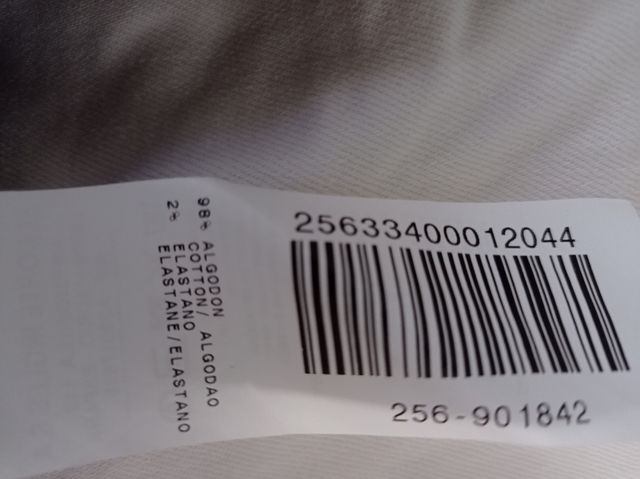 25633400012044
256-901842
98% ALGODON
COTTON/ ALGODAO
2% ELASTANO
ELASTANE/ELASTANO